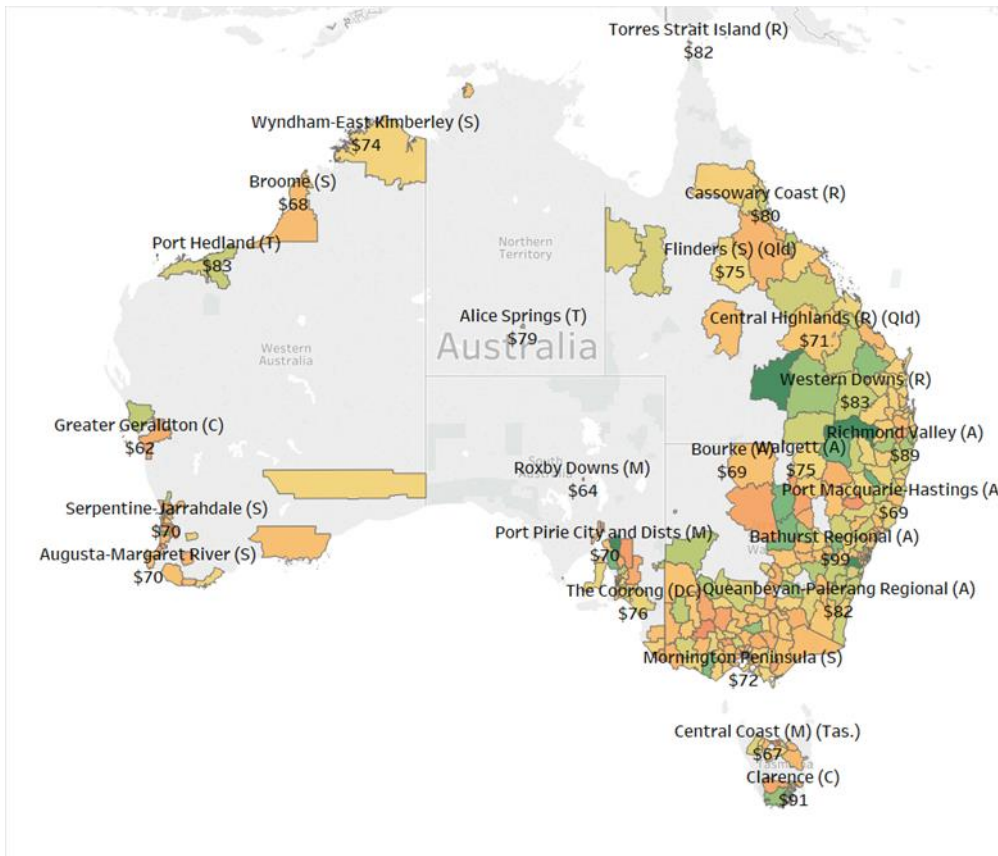 Torres Strait Island (R)
$82
Wyndham-East Kimberley (S)
$74
Broome (S)
$68
Cassowary Coast (R)
$80
Port Hedland (T)
$83
Northern
Territory
Flinders (S) (Qld)
$75
Alice Springs (T)
$79
Central Highlands (R) (Qld)
$71
Australia
Western
Australia
Western Downs (R)
$83
Greater Geraldton (C)
$62
Richmond Valley (A)
$89
Bourke (A)
$69
Walgett (A)
$75
South
Australia
Roxby Downs (M)
$64
Port Macquarie-Hastings (A
$69
Serpentine-Jarrahdale (S)
$70
Port Pirie City and Dists (M)
$70
Bathurst Regional (A)
$99
Augusta-Margaret River (S)
$70
The Coorong (DC)
$76
Queanbeyan-Palerang Regional (A)
$82
Mornington Peninsula (S)
$72
Central Coast (M) (Tas.)
$67
Tasmania
Clarence (C)
$91